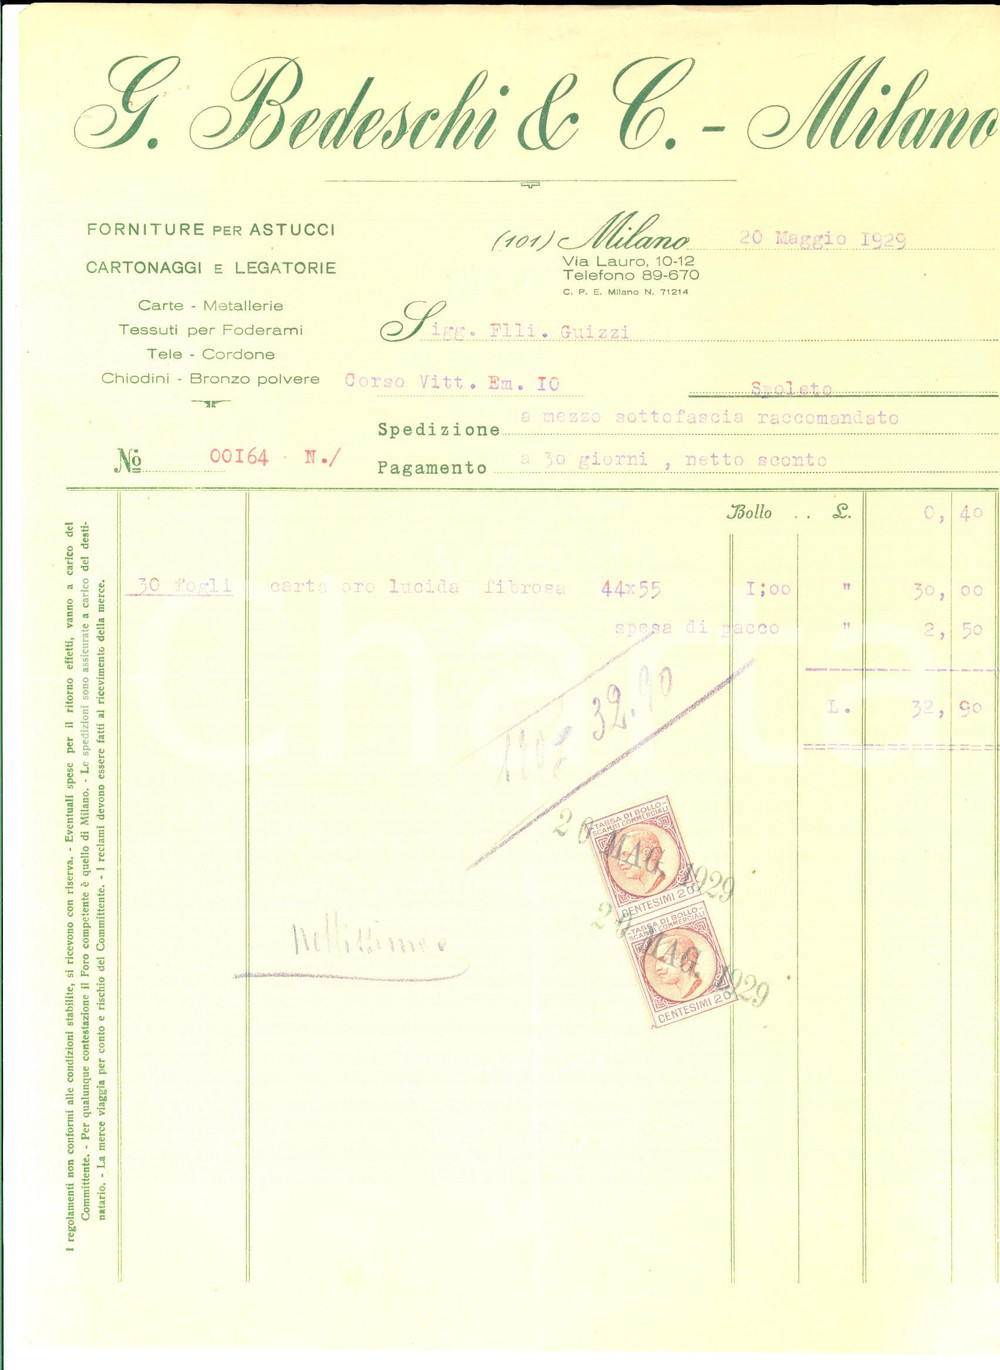 G. Bedeschi & C. - Milano
FORNITURE PER ASTUCCI
CARTONAGGI E LEGATORIE
Carte - Metallerie
Tessuti per Foderami
Tele - Cordone
Chiodini - Bronzo polvere
(101) Milano 20 Maggio 1929
Via Lauro, 10-12
Telefono 89-670
C. P. E. Milano N. 71214
Sigg. Flli. Guizzi
Corso Vitt. Em. 10 Spoleto
Spedizione a mezzo sottofascia raccomandato
No 00164 N./
Pagamento a 30 giorni , netto sconto
Bollo . . L. 0, 40
30 fogli carta oro lucida fibrosa 44x55 1;00 " 30, 00
spesa di pacco " 2, 50
L. 32, 90
32.90
nettissimo
TASSA DI BOLLO
SCAMBI COMMERCIALI
CENTESIMI 20
20 MAG. 1929
TASSA DI BOLLO
SCAMBI COMMERCIALI
CENTESIMI 20
20 MAG. 1929
I regolamenti non conformi alle condizioni stabilite, si ricevono con riserva. - Eventuali spese per il ritorno effetti, vanno a carico del
Committente. - Per qualunque contestazione il Foro competente è quello di Milano. - Le spedizioni sono assicurate a carico del desti-
natario. - La merce viaggia per conto e rischio del Committente. - I reclami devono essere fatti al ricevimento della merce.